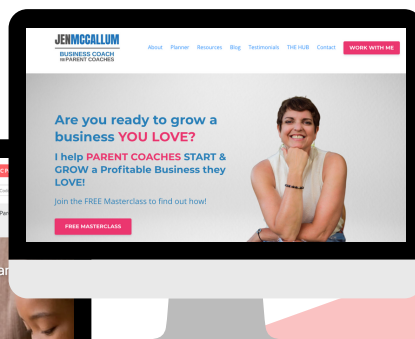 JENMCCALLUM
BUSINESS COACH
FOR PARENT COACHES
About Planner Resources Blog Testimonials THE HUB Contact WORK WITH ME
Are you ready to grow a
business YOU LOVE?
I help PARENT COACHES START &
GROW a Profitable Business they
LOVE!
Join the FREE Masterclass to find out how!
FREE MASTERCLASS